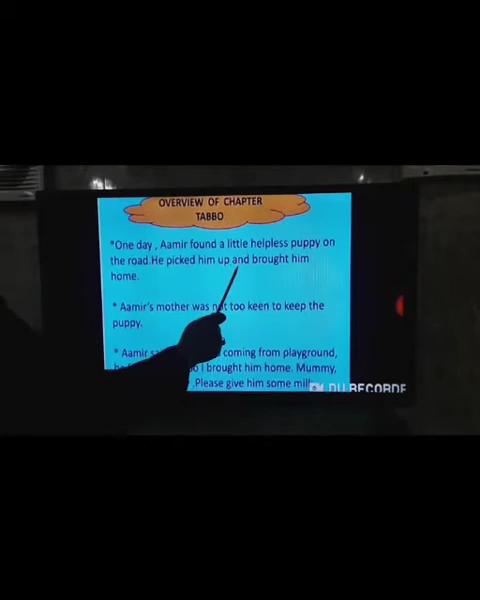 OVERVIEW OF CHAPTER
TABBO
*One day , Aamir found a little helpless puppy on
the road.He picked him up and brought him
home.
* Aamir's mother was not too keen to keep the
puppy.
* Aamir coming from playground,
I brought him home. Mummy,
.Please give him some
DU RECORDE